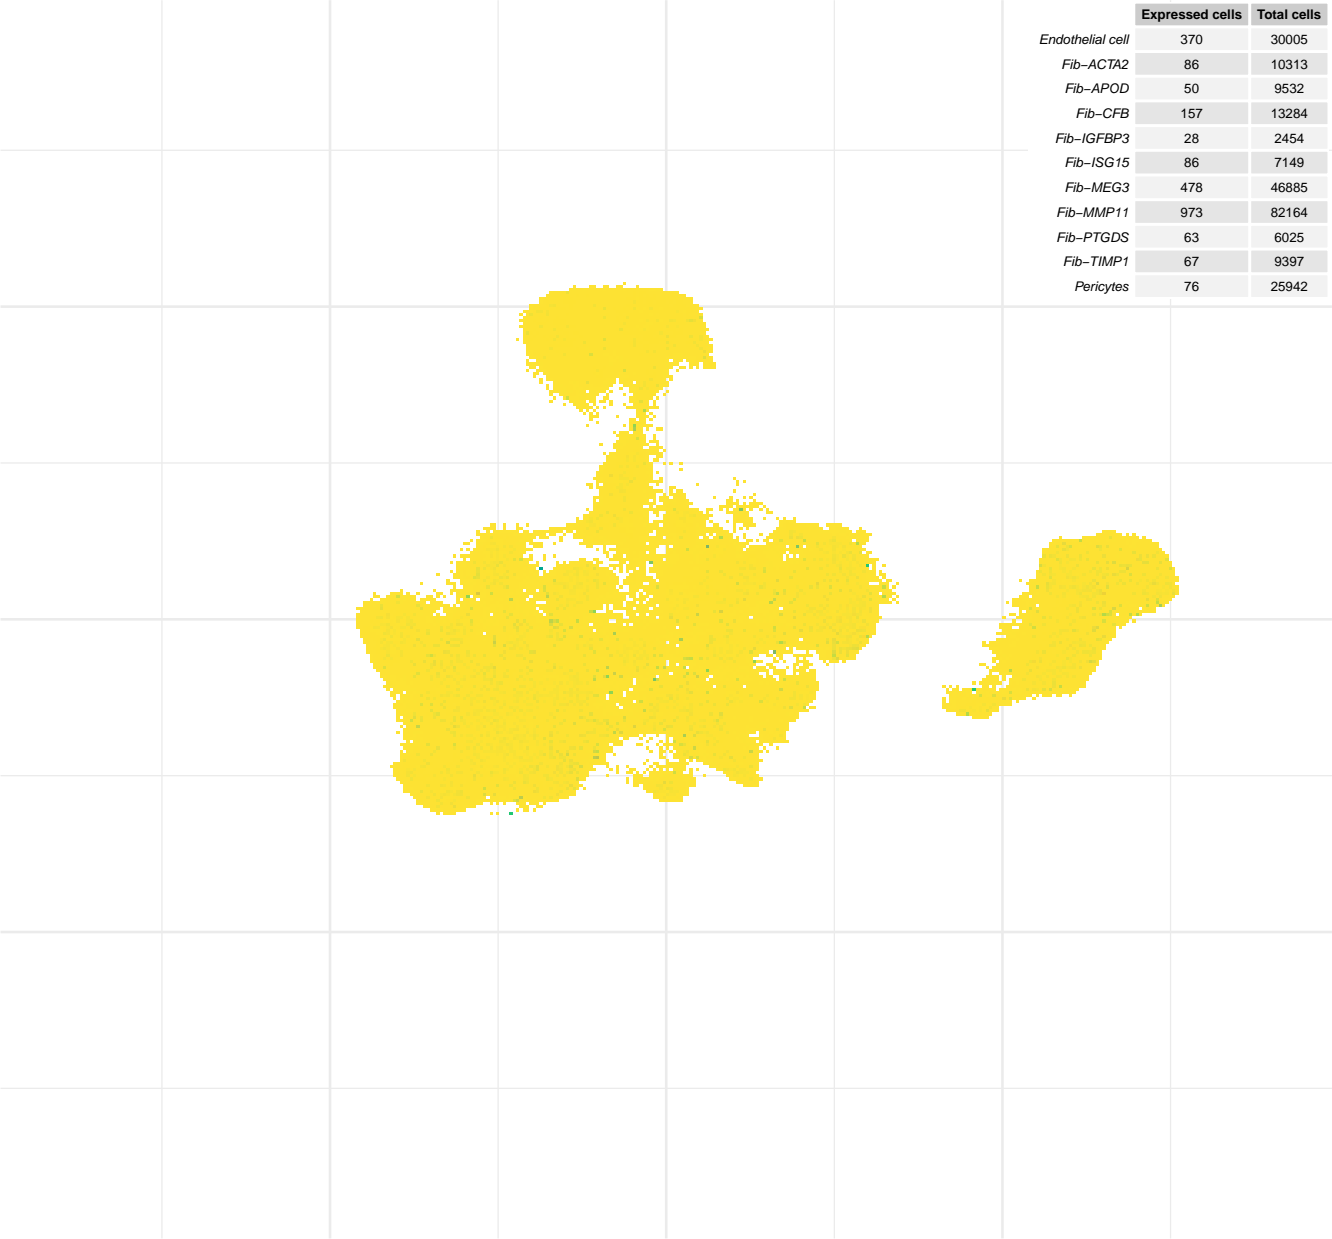 Expressed cells Total cells
Endothelial cell 370 30005
Fib−ACTA2 86 10313
Fib−APOD 50 9532
Fib−CFB 157 13284
Fib−IGFBP3 28 2454
Fib−ISG15 86 7149
Fib−MEG3 478 46885
Fib−MMP11 973 82164
Fib−PTGDS 63 6025
Fib−TIMP1 67 9397
Pericytes 76 25942